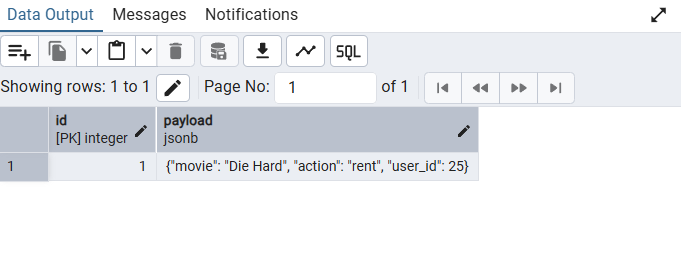 Data Output Messages Notifications
SQL
Showing rows: 1 to 1 Page No: 1 of 1
id payload
[PK] integer jsonb
1 1 {"movie": "Die Hard", "action": "rent", "user_id": 25}